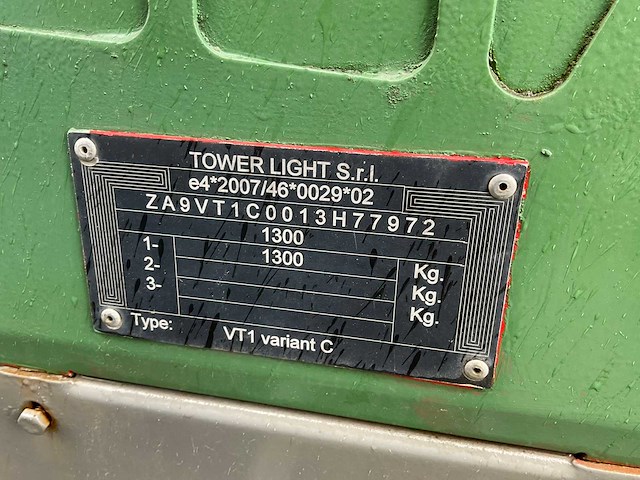 TOWER LIGHT S.r.l.
e4*2007/46*0029*02
ZA9VT1C0013H77972
1300
1- 1300 Kg.
2- Kg.
3- Kg.
Type: VT1 variant C